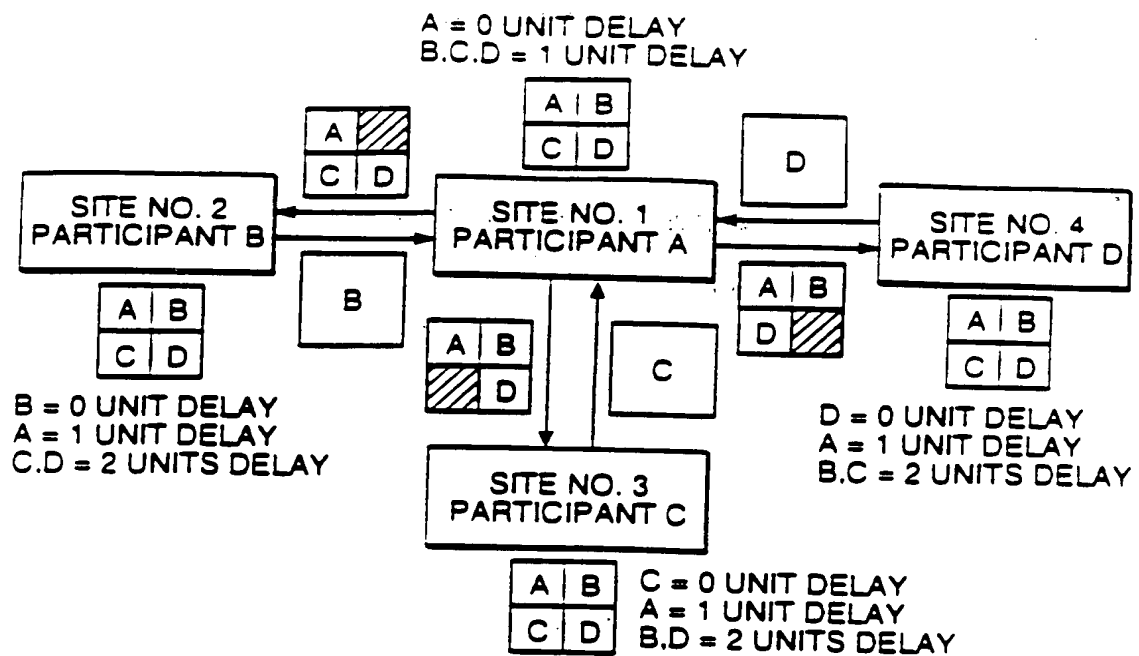 A = 0 UNIT DELAY
B.C.D = 1 UNIT DELAY
A B
C D
A
C D
D
SITE NO. 2
PARTICIPANT B
SITE NO. 1
PARTICIPANT A
SITE NO. 4
PARTICIPANT D
B
A B
D
A B
C D
A B
D
C
A B
C D
B = 0 UNIT DELAY
A = 1 UNIT DELAY
C.D = 2 UNITS DELAY
D = 0 UNIT DELAY
A = 1 UNIT DELAY
B.C = 2 UNITS DELAY
SITE NO. 3
PARTICIPANT C
A B
C D
C = 0 UNIT DELAY
A = 1 UNIT DELAY
B,D = 2 UNITS DELAY